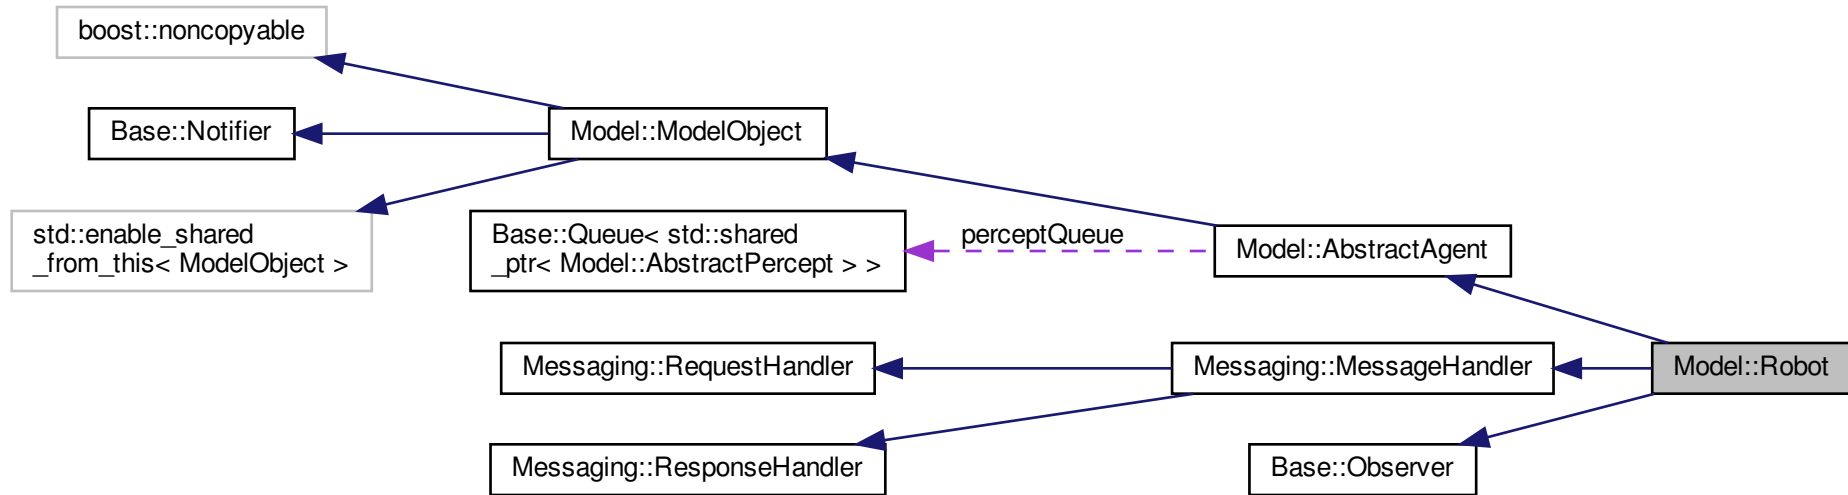 boost::noncopyable
Base::Notifier
Model::ModelObject
std::enable_shared
_from_this< ModelObject >
Base::Queue< std::shared
_ptr< Model::AbstractPercept > >
perceptQueue
Model::AbstractAgent
Messaging::RequestHandler
Messaging::MessageHandler
Model::Robot
Messaging::ResponseHandler
Base::Observer